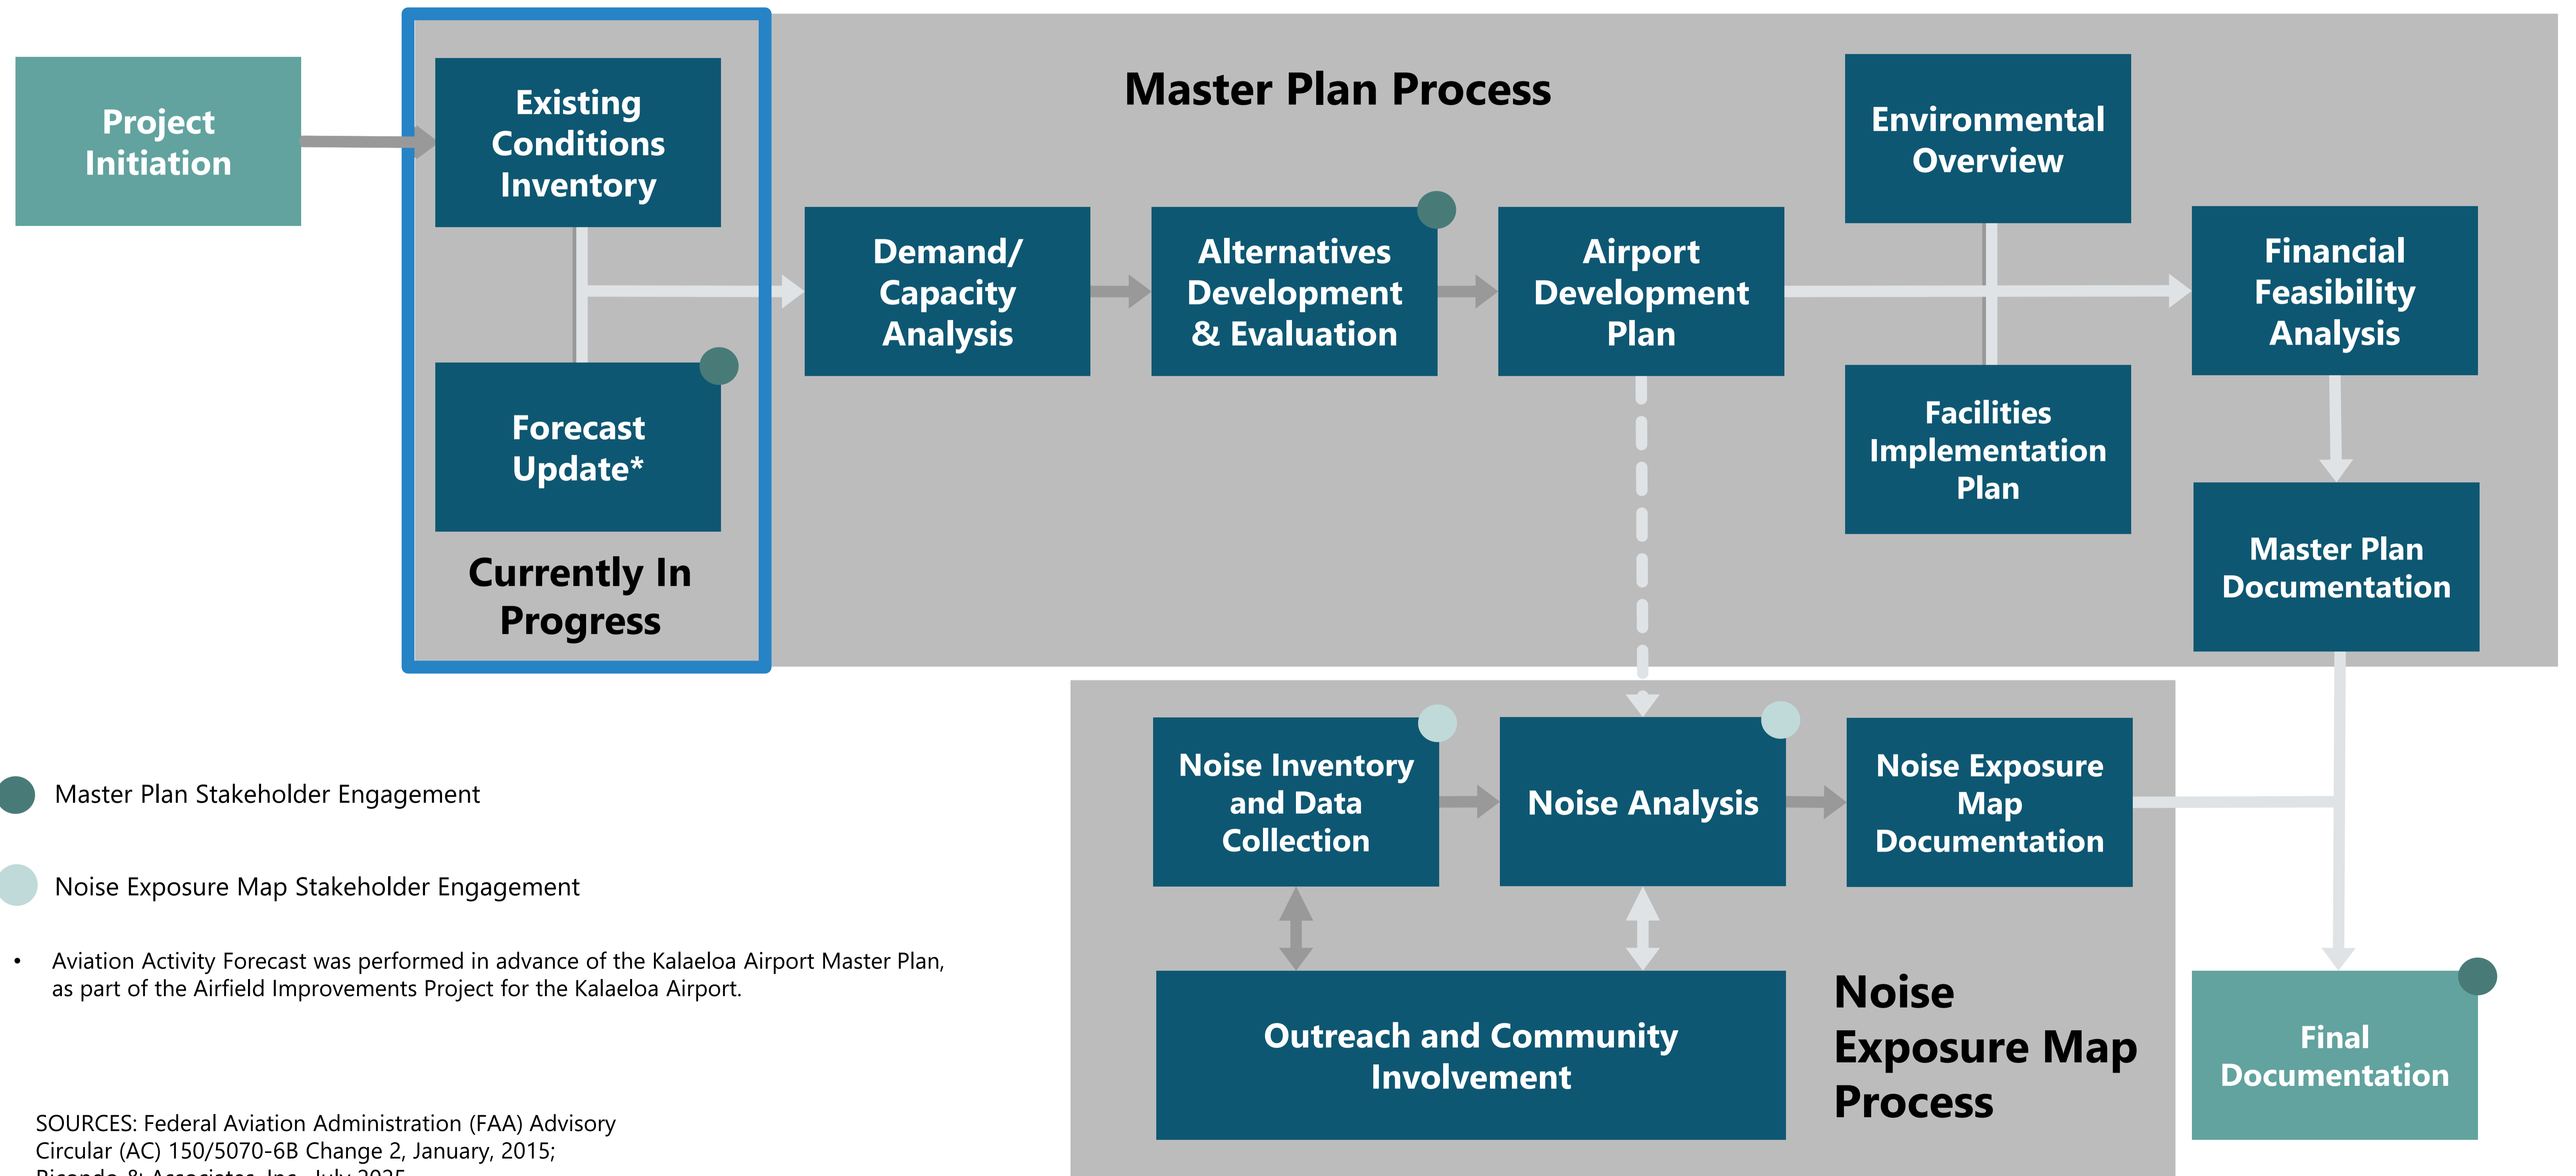 Project
Initiation
Existing
Conditions
Inventory
Forecast
Update*
Currently In
Progress
Master Plan Process
Demand/
Capacity
Analysis
Alternatives
Development
& Evaluation
Airport
Development
Plan
Environmental
Overview
Facilities
Implementation
Plan
Financial
Feasibility
Analysis
Master Plan
Documentation
Noise Inventory
and Data
Collection
Noise Analysis
Noise Exposure
Map
Documentation
Outreach and Community
Involvement
Noise
Exposure Map
Process
Final
Documentation
Master Plan Stakeholder Engagement
Noise Exposure Map Stakeholder Engagement
• Aviation Activity Forecast was performed in advance of the Kalaeloa Airport Master Plan,
as part of the Airfield Improvements Project for the Kalaeloa Airport.
SOURCES: Federal Aviation Administration (FAA) Advisory
Circular (AC) 150/5070-6B Change 2, January, 2015;
Ricondo & Associates, Inc., July 2025